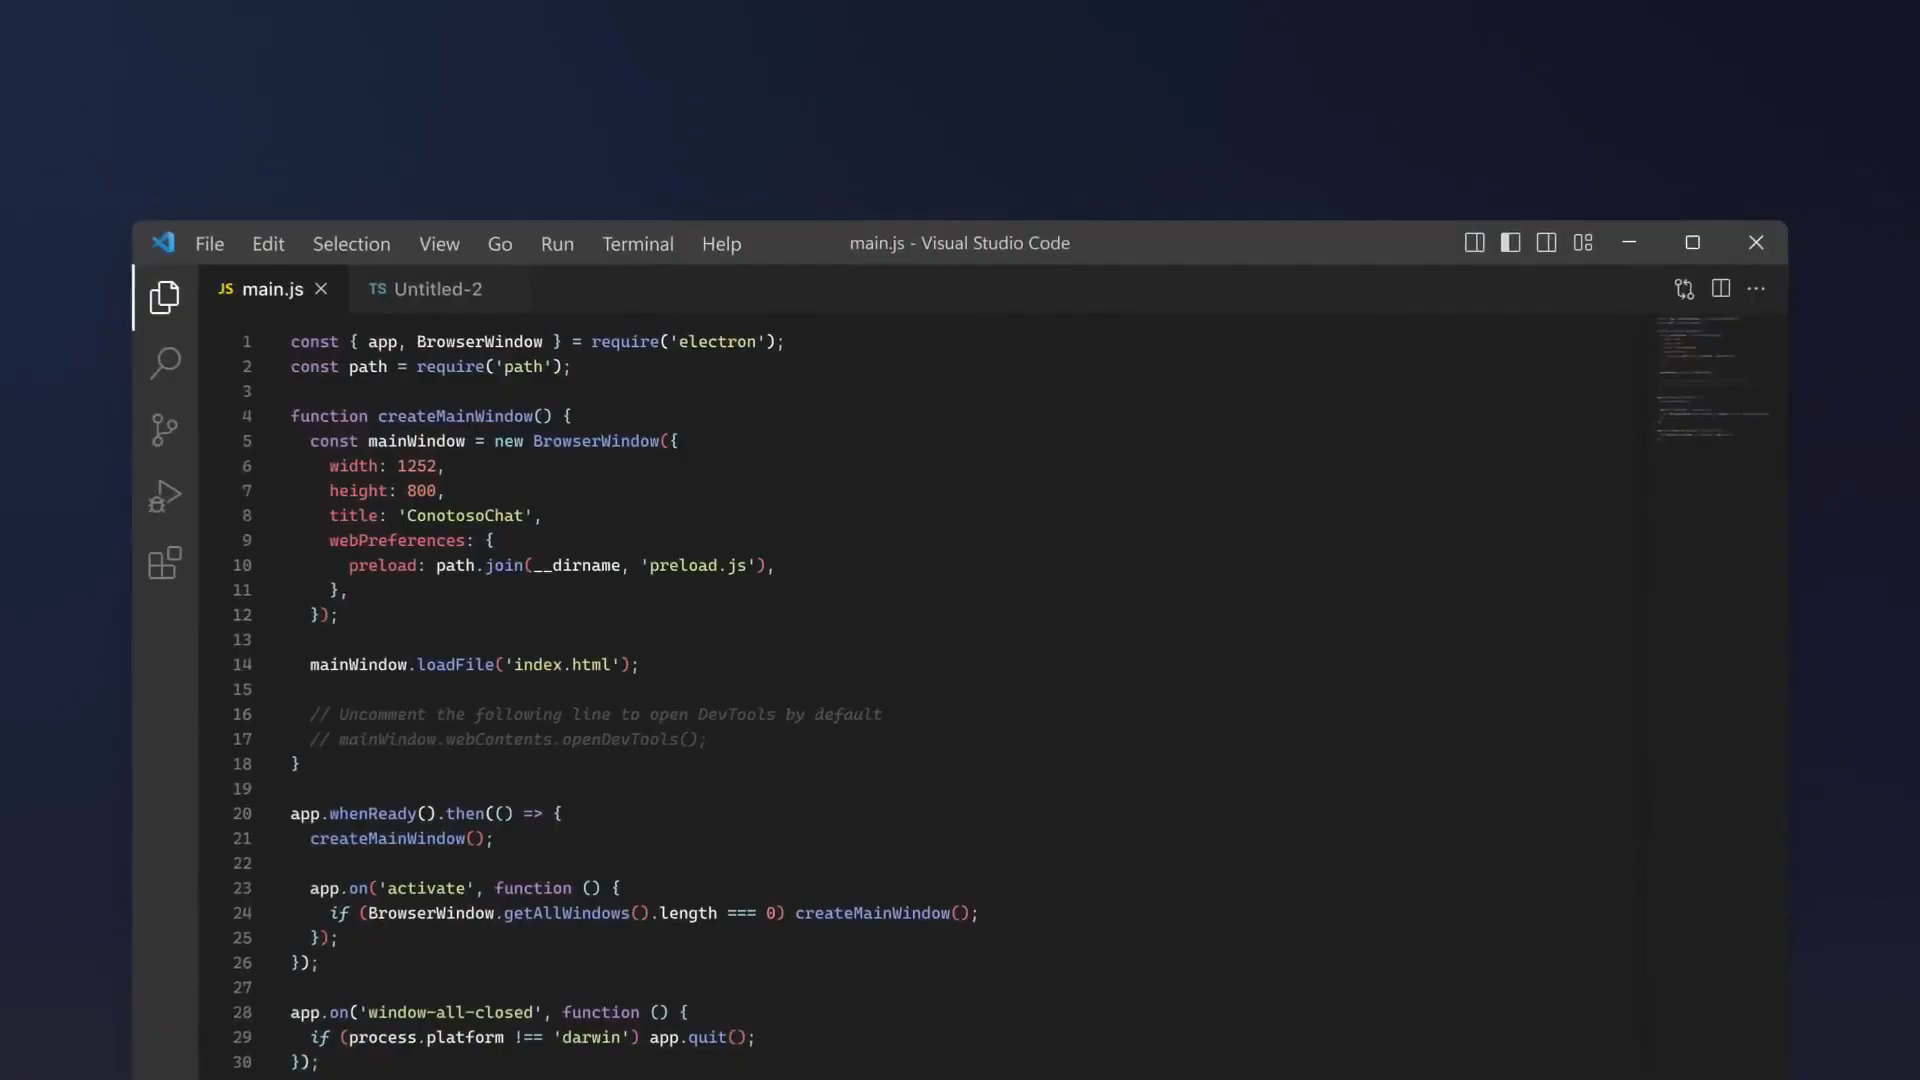 File Edit Selection View Go Run Terminal Help main.js - Visual Studio Code
JS main.js TS Untitled-2
1 const { app, BrowserWindow } = require('electron');
2 const path = require('path');
3
4 function createMainWindow() {
5 const mainWindow = new BrowserWindow({
6 width: 1252,
7 height: 800,
8 title: 'ConotosoChat',
9 webPreferences: {
10 preload: path.join(__dirname, 'preload.js'),
11 },
12 });
13
14 mainWindow.loadFile('index.html');
15
16 // Uncomment the following line to open DevTools by default
17 // mainWindow.webContents.openDevTools();
18 }
19
20 app.whenReady().then(() => {
21 createMainWindow();
22
23 app.on('activate', function () {
24 if (BrowserWindow.getAllWindows().length === 0) createMainWindow();
25 });
26 });
27
28 app.on('window-all-closed', function () {
29 if (process.platform !== 'darwin') app.quit();
30 });